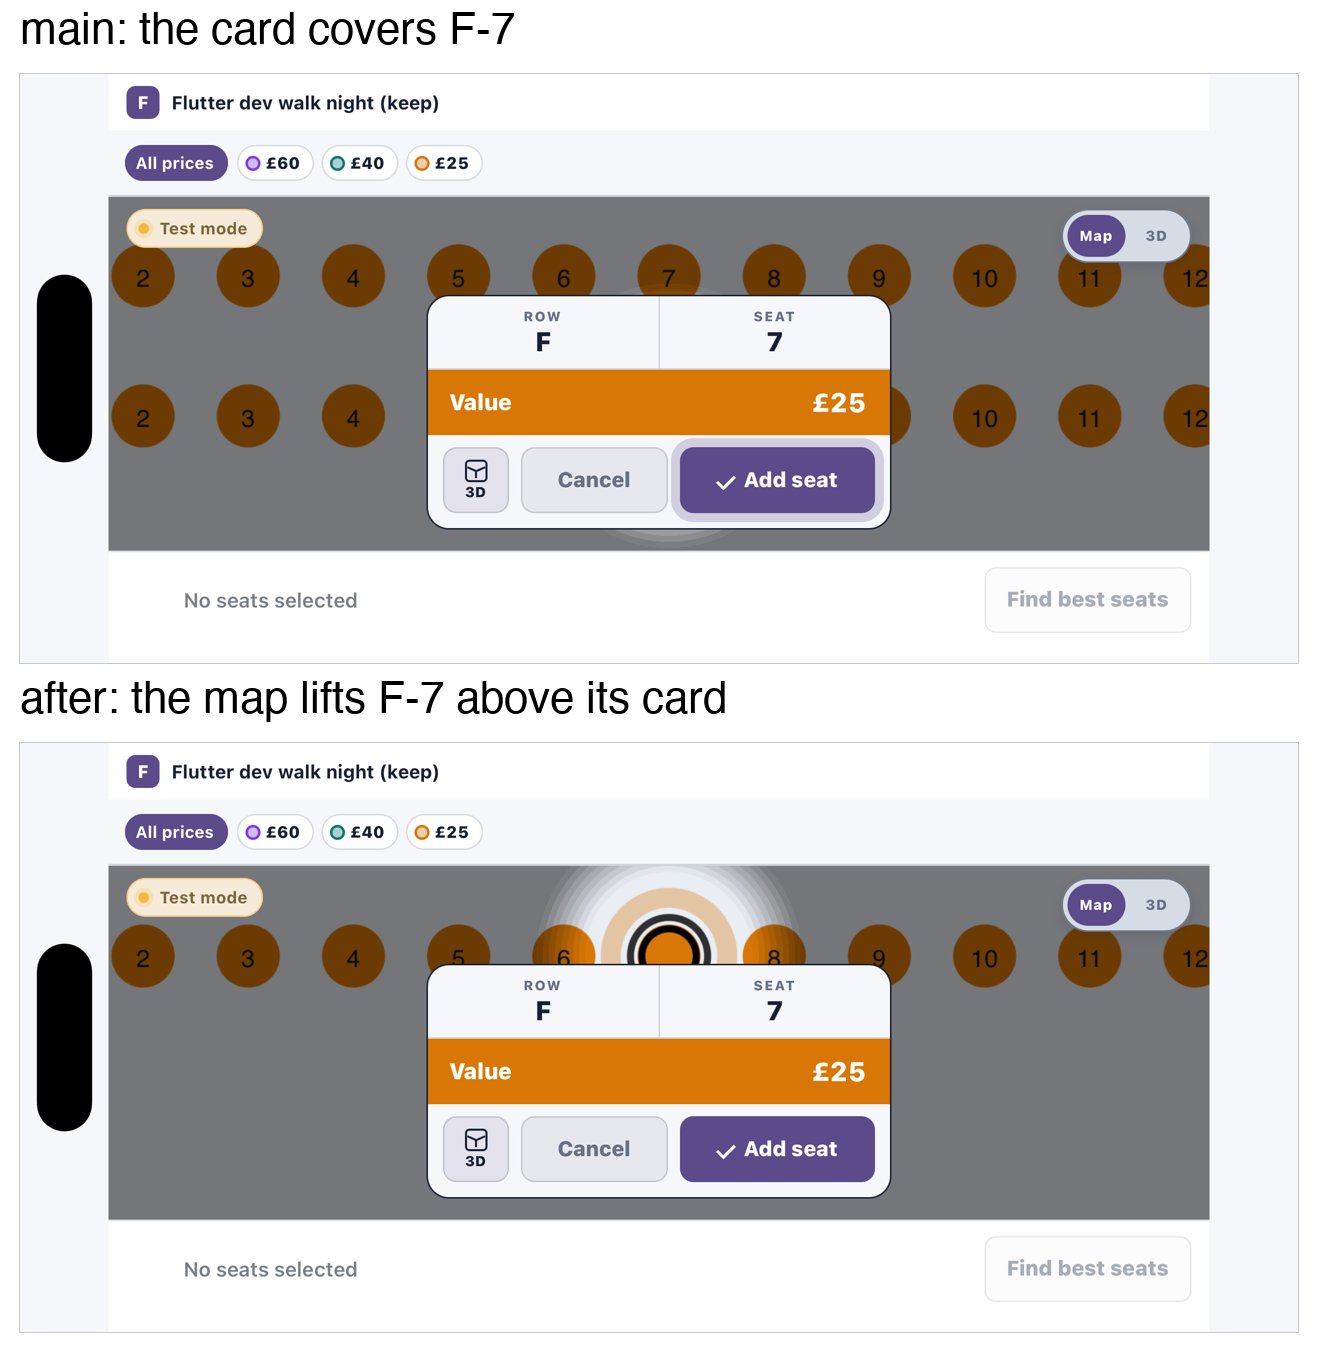 main: the card covers F-7
F Flutter dev walk night (keep)
All prices £60 £40 £25
Test mode Map 3D
2 3 4 5 6 7 8 9 10 11 12
ROW SEAT
F 7
2 3 4 Value £25 10 11 12
3D Cancel Add seat
No seats selected Find best seats
after: the map lifts F-7 above its card
F Flutter dev walk night (keep)
All prices £60 £40 £25
Test mode Map 3D
2 3 4 5 6 8 9 10 11 12
ROW SEAT
F 7
Value £25
3D Cancel Add seat
No seats selected Find best seats